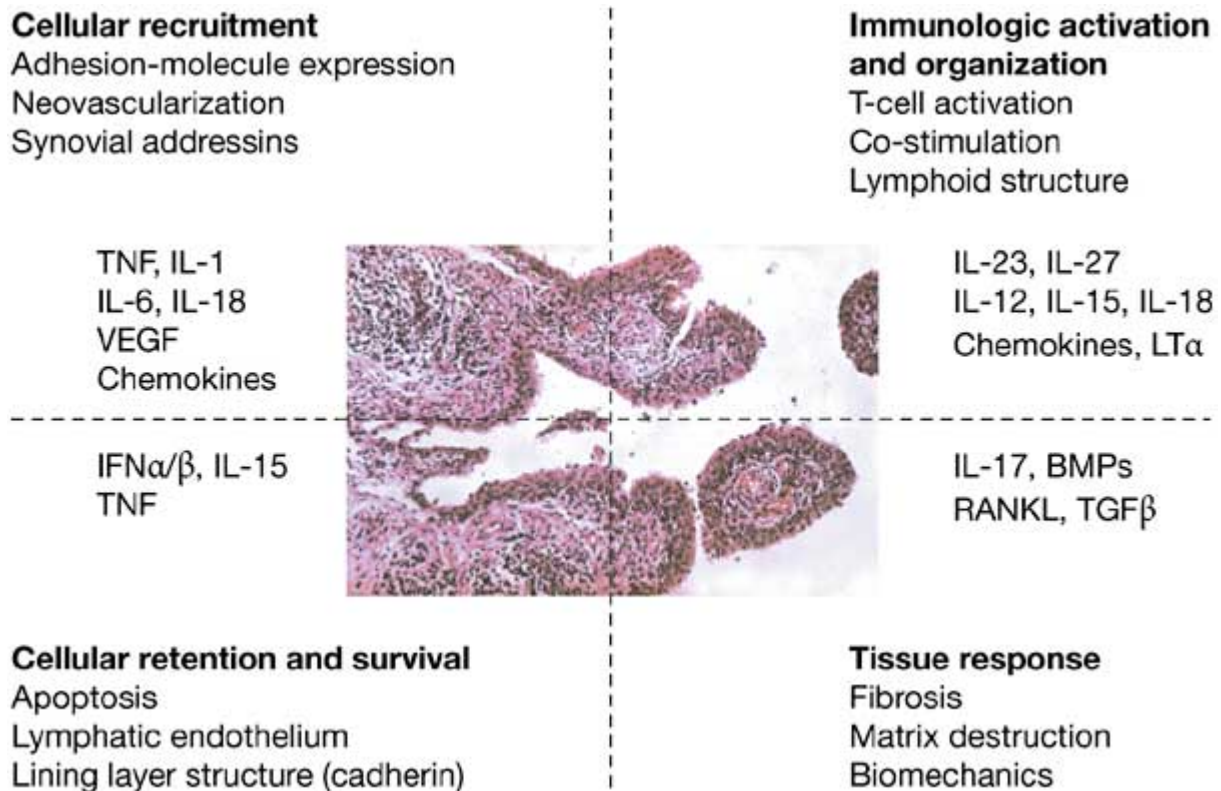 Cellular recruitment
Adhesion-molecule expression
Neovascularization
Synovial addressins
TNF, IL-1
IL-6, IL-18
VEGF
Chemokines
Immunologic activation
and organization
T-cell activation
Co-stimulation
Lymphoid structure
IL-23, IL-27
IL-12, IL-15, IL-18
Chemokines, LTα
IFNα/β, IL-15
TNF
Cellular retention and survival
Apoptosis
Lymphatic endothelium
Lining layer structure (cadherin)
IL-17, BMPs
RANKL, TGFβ
Tissue response
Fibrosis
Matrix destruction
Biomechanics